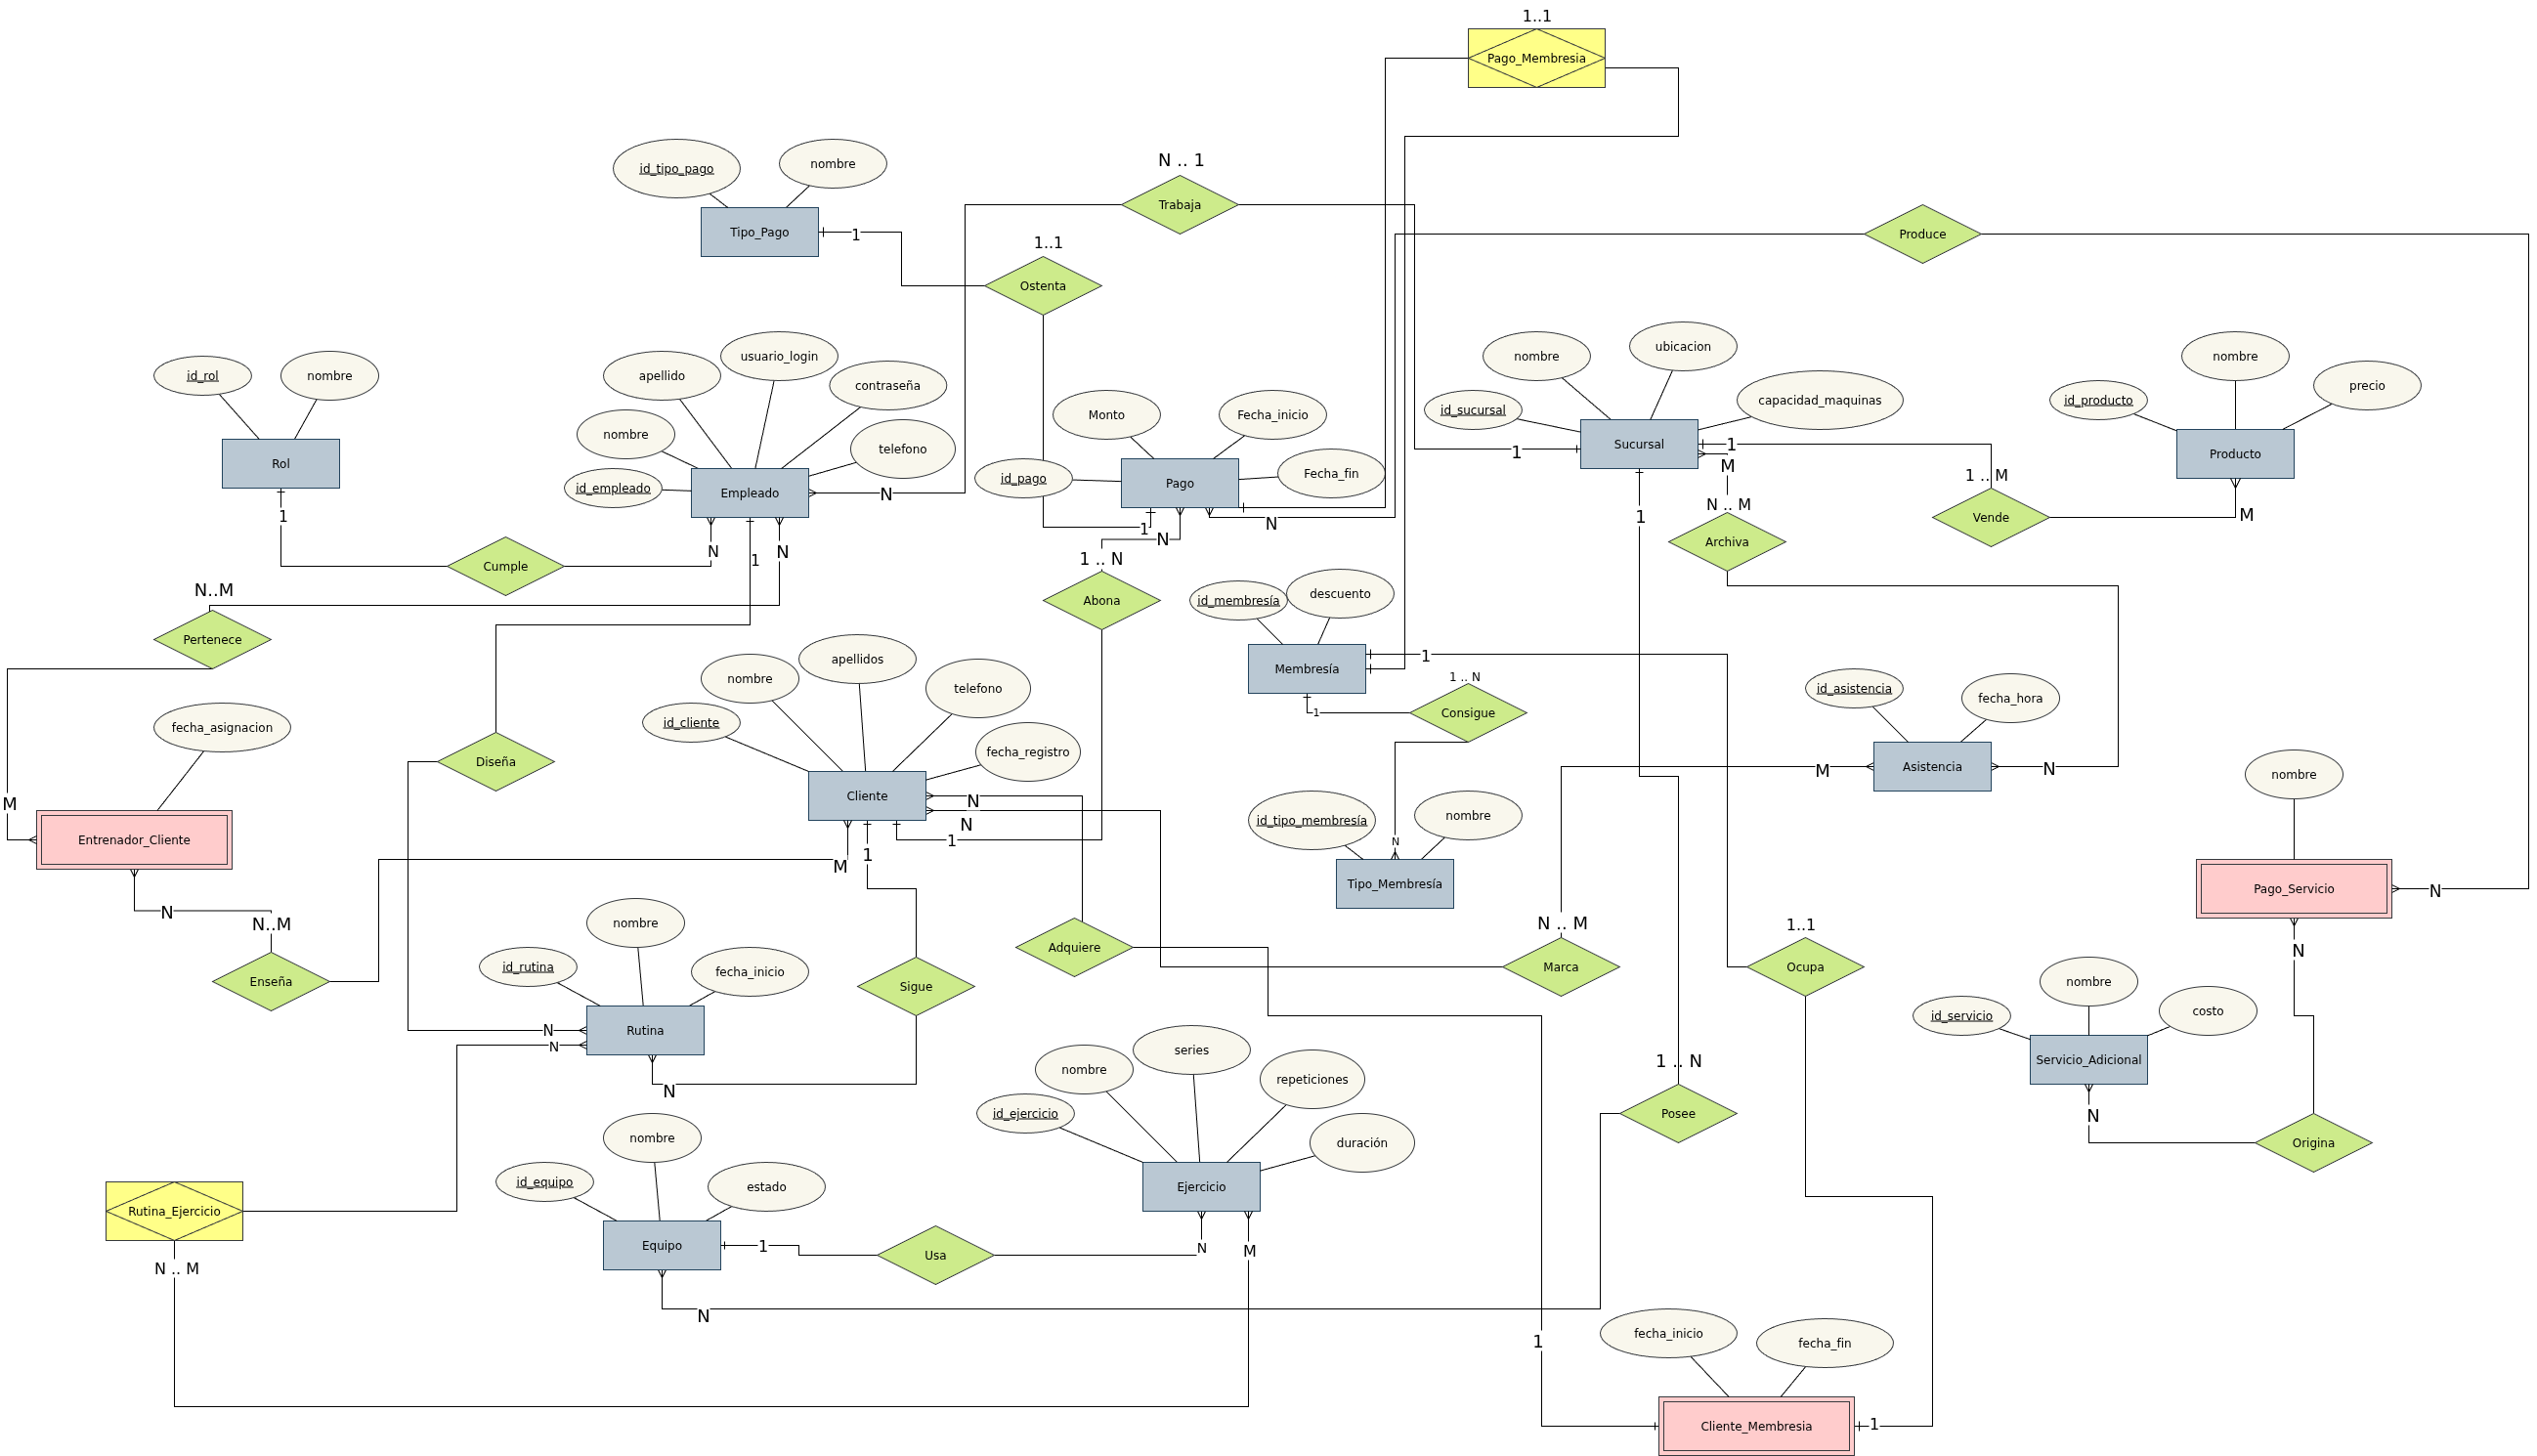 1..1
Pago_Membresia
id_tipo_pago
nombre
Tipo_Pago
1
N .. 1
Trabaja
Produce
1..1
Ostenta
id_rol
nombre
Rol
1
Cumple
N
apellido
usuario_login
contraseña
nombre
telefono
id_empleado
Empleado
N
1
N
Monto
Fecha_inicio
id_pago
Fecha_fin
Pago
1
N
N
1 .. N
Abona
nombre
ubicacion
id_sucursal
capacidad_maquinas
Sucursal
1
1
M
1
N .. M
Archiva
nombre
id_producto
precio
Producto
1 .. M
Vende
M
N..M
Pertenece
fecha_asignacion
M
Entrenador_Cliente
N
N..M
Enseña
Diseña
apellidos
nombre
telefono
id_cliente
fecha_registro
Cliente
N
N
1
1
M
id_membresía
descuento
Membresía
1
1
1 .. N
Consigue
id_tipo_membresía
nombre
N
Tipo_Membresía
id_asistencia
fecha_hora
M
Asistencia
N
nombre
Pago_Servicio
N
N
nombre
id_rutina
fecha_inicio
N
Rutina
N
N
Sigue
Adquiere
N .. M
Marca
1..1
Ocupa
nombre
id_servicio
costo
Servicio_Adicional
N
Origina
series
nombre
repeticiones
id_ejercicio
duración
Ejercicio
N
M
1 .. N
Posee
nombre
id_equipo
estado
Equipo
1
Usa
N
Rutina_Ejercicio
N .. M
1
fecha_inicio
fecha_fin
Cliente_Membresia
1